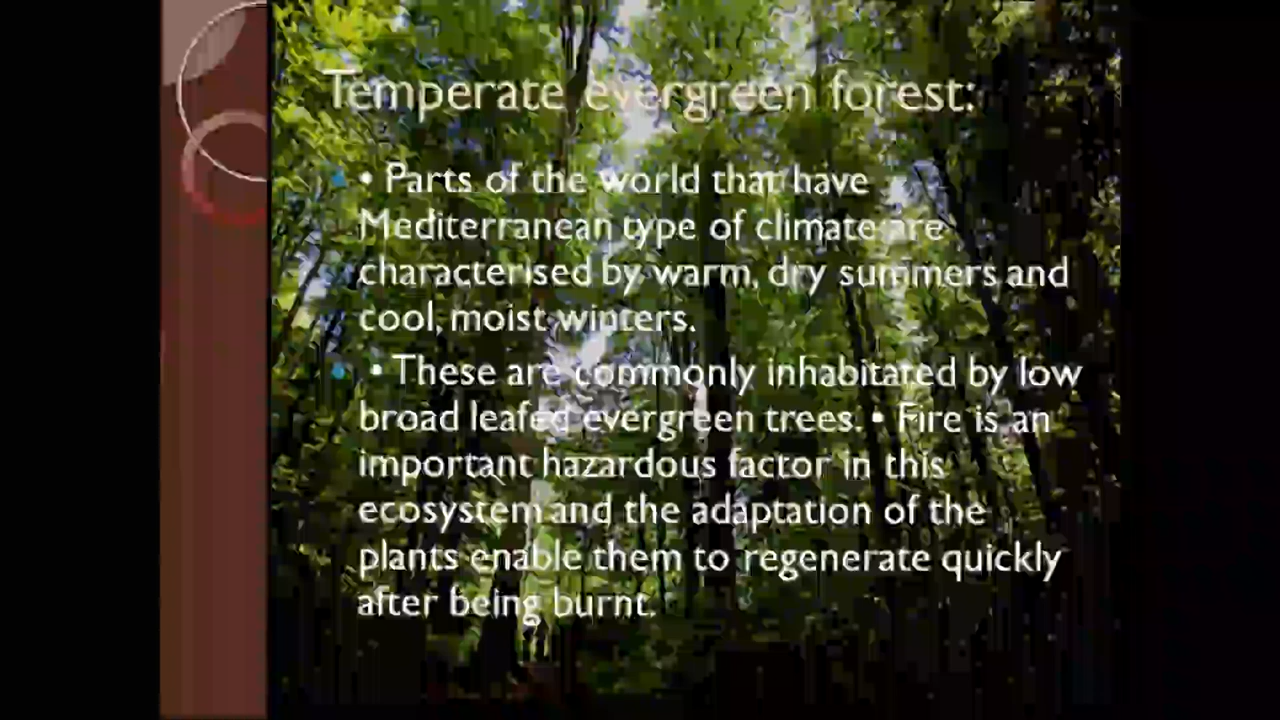 Temperate evergreen forest:
• Parts of the world that have
Mediterranean type of climate are
characterised by warm, dry summers and
cool, moist winters.
• These are commonly inhabitated by low
broad leafed evergreen trees. • Fire is an
important hazardous factor in this
ecosystem and the adaptation of the
plants enable them to regenerate quickly
after being burnt.